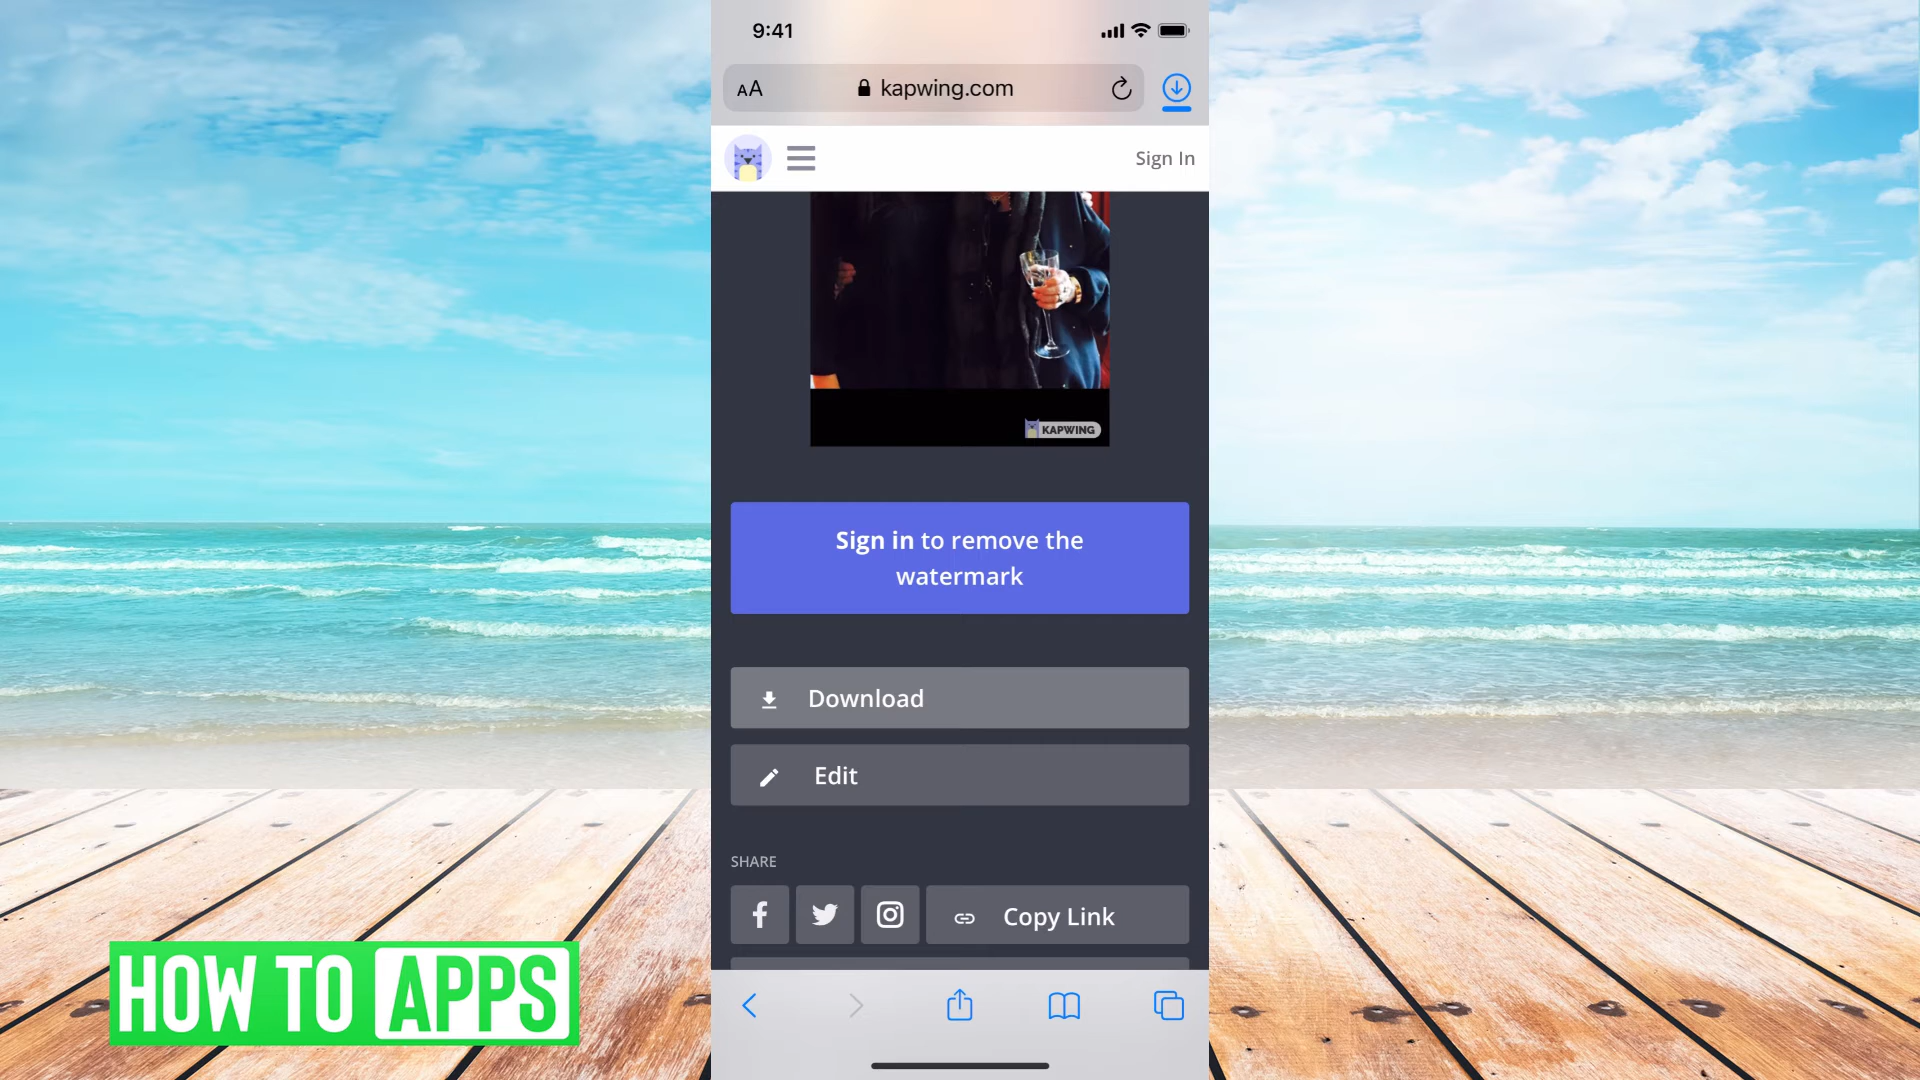 9:41
AA
kapwing.com
Sign In
KAPWING
Sign in to remove the
watermark
Download
Edit
SHARE
Copy Link
HOW TO APPS